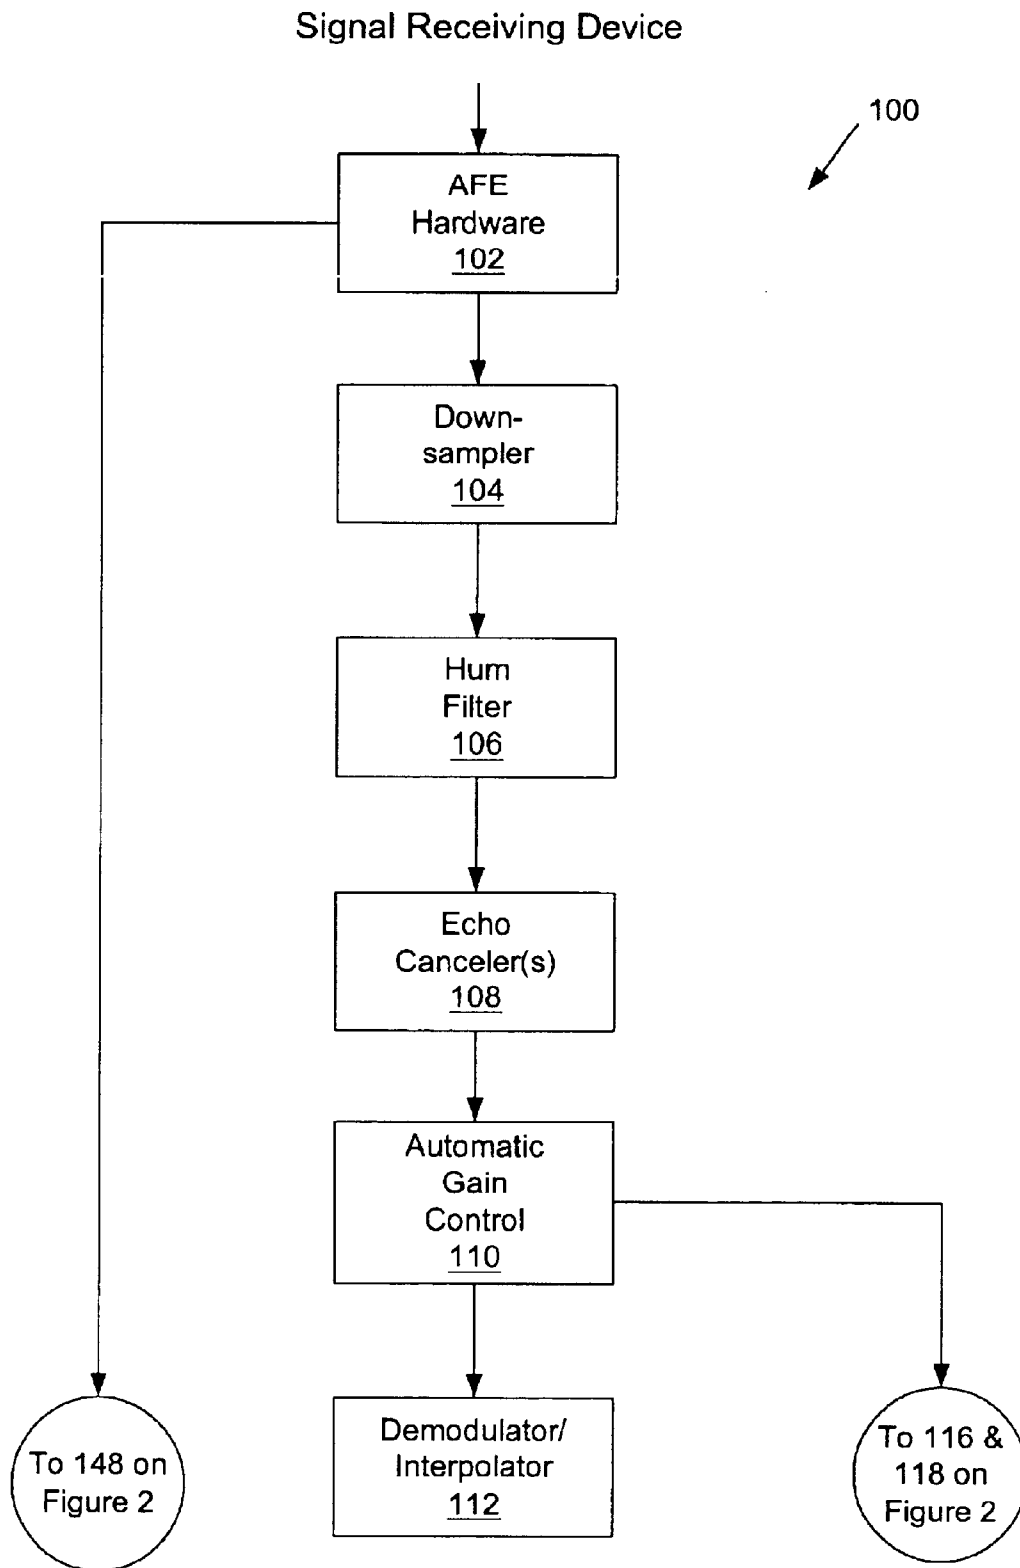 Signal Receiving Device
100
AFE
Hardware
102
Down-
sampler
104
Hum
Filter
106
Echo
Canceler(s)
108
Automatic
Gain
Control
110
To 148 on
Figure 2
Demodulator/
Interpolator
112
To 116 &
118 on
Figure 2